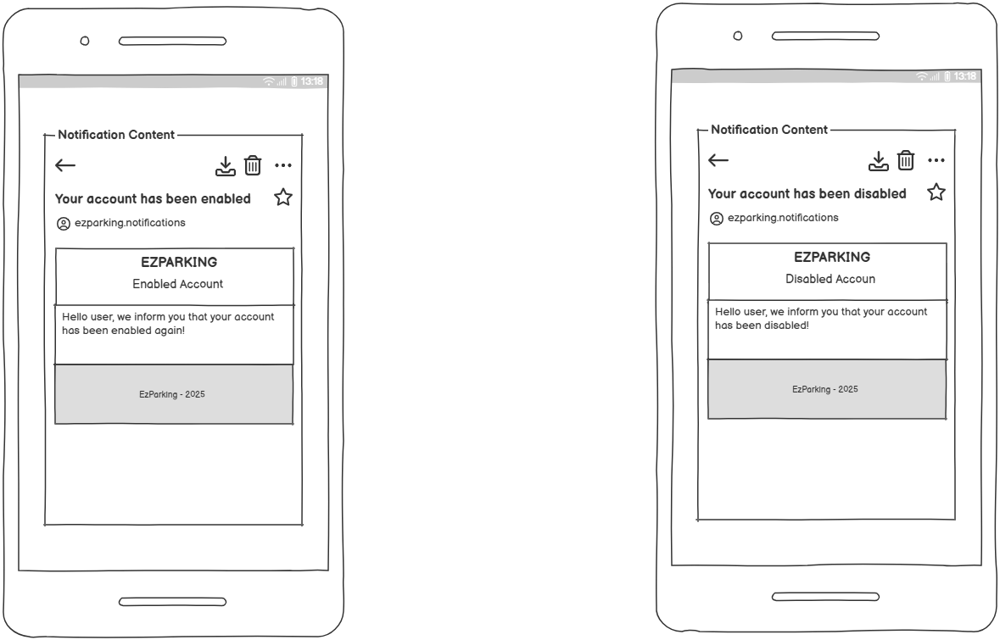 13:18
Notification Content
Your account has been enabled
ezparking.notifications
EZPARKING
Enabled Account
Hello user, we inform you that your account
has been enabled again!
EzParking - 2025
13:18
Notification Content
Your account has been disabled
ezparking.notifications
EZPARKING
Disabled Accoun
Hello user, we inform you that your account
has been disabled!
EzParking - 2025